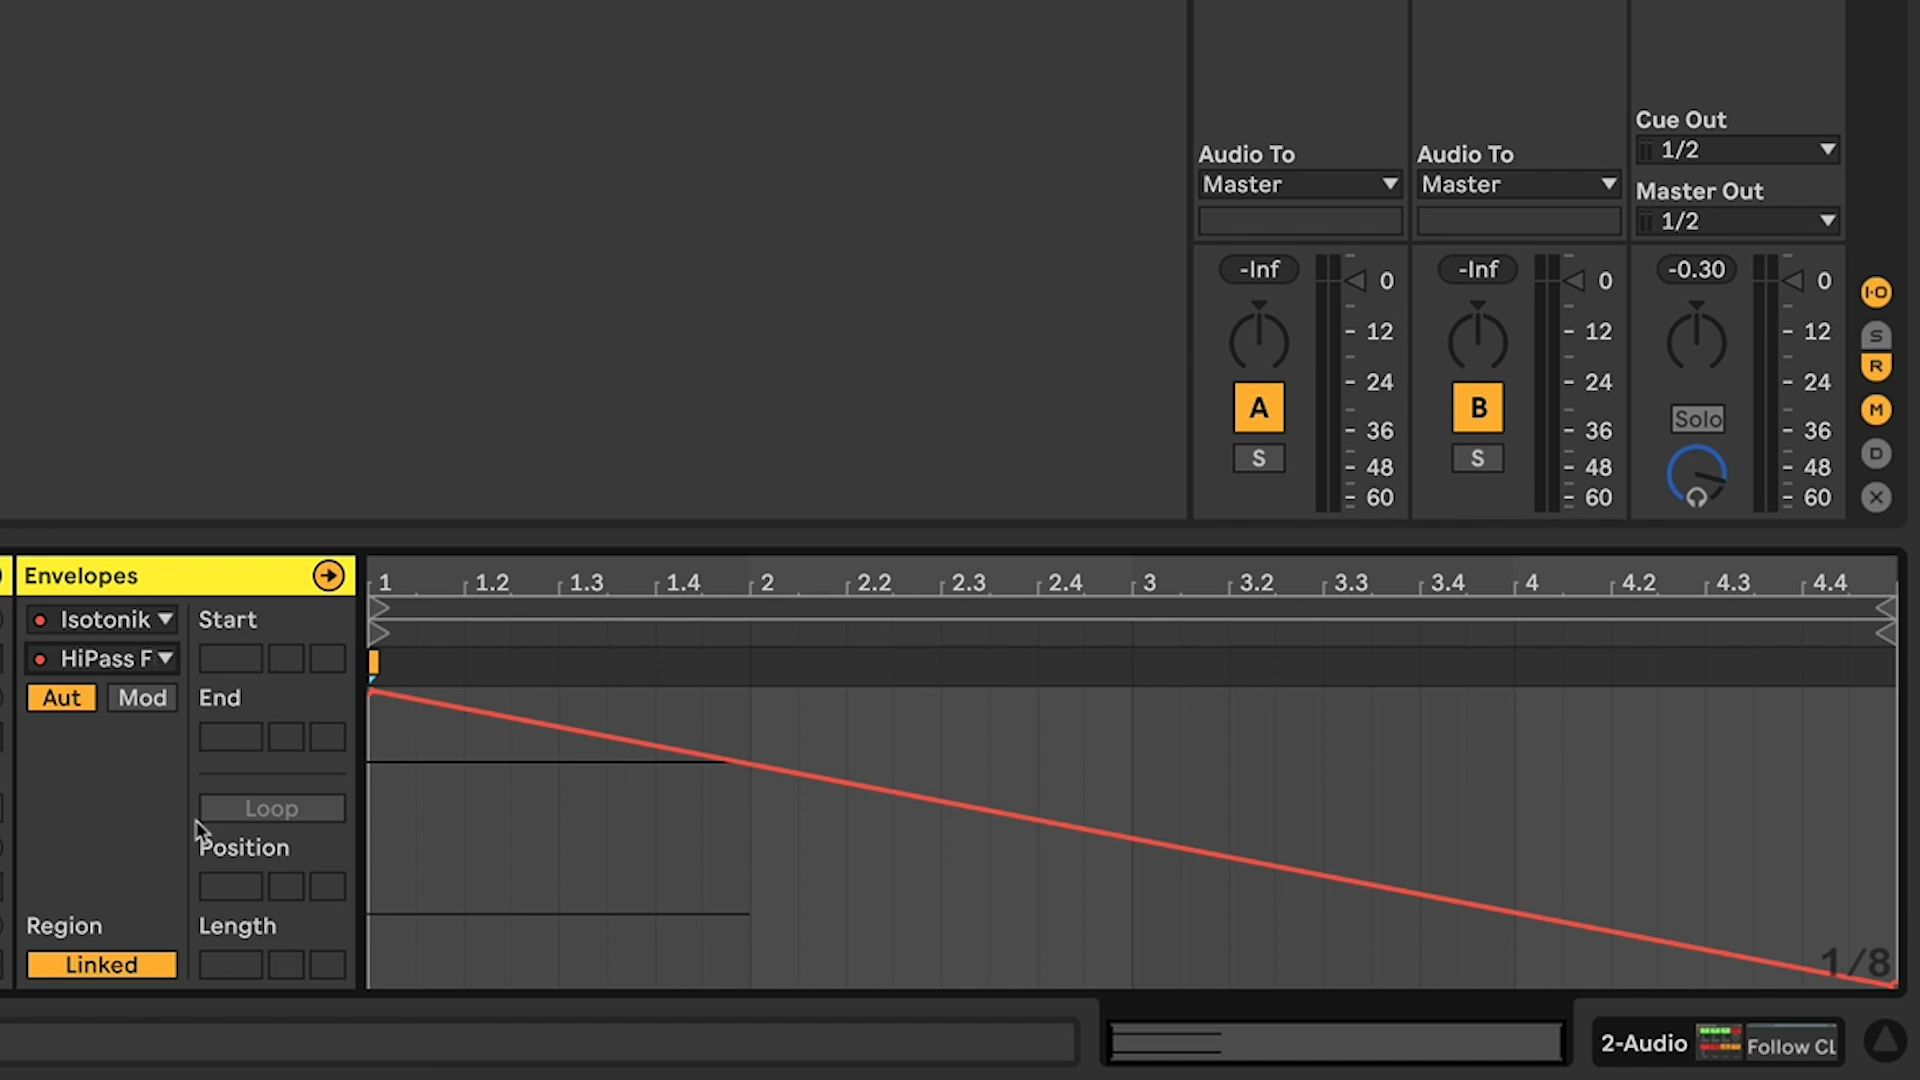 Cue Out
1/2
Audio To
Audio To
Master
Master
Master Out
1/2
-Inf
0
-Inf
0
-0.30
0
I·O
12
12
12
S
R
24
24
24
A
B
M
Solo
36
36
36
S
S
D
48
48
48
60
60
60
Envelopes
1
1.2
1.3
1.4
2
2.2
2.3
2.4
3
3.2
3.3
3.4
4
4.2
4.3
4.4
Isotonik
Start
HiPass F
Aut
Mod
End
Loop
Position
Region
Length
Linked
1/8
2-Audio
Follow CL